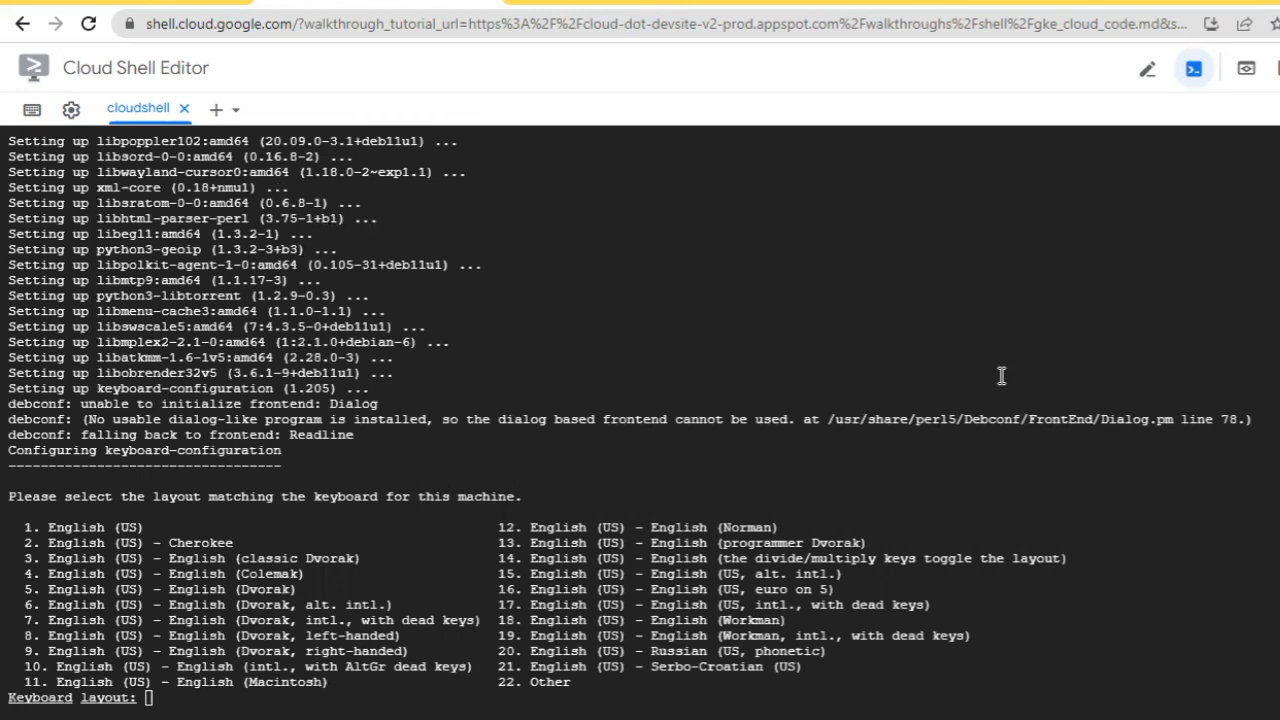 shell.cloud.google.com/?walkthrough_tutorial_url=https%3A%2F%2Fcloud-dot-devsite-v2-prod.appspot.com%2Fwalkthroughs%2Fshell%2Fgke_cloud_code.md&s...
Cloud Shell Editor
cloudshell
Setting up libpoppler102:amd64 (20.09.0-3.1+deb11u1) ...
Setting up libsord-0-0:amd64 (0.16.8-2) ...
Setting up libwayland-cursor0:amd64 (1.18.0-2~exp1.1) ...
Setting up xml-core (0.18+nmu1) ...
Setting up libsratom-0-0:amd64 (0.6.8-1) ...
Setting up libhtml-parser-perl (3.75-1+b1) ...
Setting up libegl1:amd64 (1.3.2-1) ...
Setting up python3-geoip (1.3.2-3+b3) ...
Setting up libpolkit-agent-1-0:amd64 (0.105-31+deb11u1) ...
Setting up libmtp9:amd64 (1.1.17-3) ...
Setting up python3-libtorrent (1.2.9-0.3) ...
Setting up libmenu-cache3:amd64 (1.1.0-1.1) ...
Setting up libswscale5:amd64 (7:4.3.5-0+deb11u1) ...
Setting up libmplex2-2.1-0:amd64 (1:2.1.0+debian-6) ...
Setting up libatkmm-1.6-1v5:amd64 (2.28.0-3) ...
Setting up libobrender32v5 (3.6.1-9+deb11u1) ...
Setting up keyboard-configuration (1.205) ...
debconf: unable to initialize frontend: Dialog
debconf: (No usable dialog-like program is installed, so the dialog based frontend cannot be used. at /usr/share/perl5/Debconf/FrontEnd/Dialog.pm line 78.)
debconf: falling back to frontend: Readline
Configuring keyboard-configuration
----------------------------------
Please select the layout matching the keyboard for this machine.
1. English (US) 12. English (US) - English (Norman)
2. English (US) - Cherokee 13. English (US) - English (programmer Dvorak)
3. English (US) - English (classic Dvorak) 14. English (US) - English (the divide/multiply keys toggle the layout)
4. English (US) - English (Colemak) 15. English (US) - English (US, alt. intl.)
5. English (US) - English (Dvorak) 16. English (US) - English (US, euro on 5)
6. English (US) - English (Dvorak, alt. intl.) 17. English (US) - English (US, intl., with dead keys)
7. English (US) - English (Dvorak, intl., with dead keys) 18. English (US) - English (Workman)
8. English (US) - English (Dvorak, left-handed) 19. English (US) - English (Workman, intl., with dead keys)
9. English (US) - English (Dvorak, right-handed) 20. English (US) - Russian (US, phonetic)
10. English (US) - English (intl., with AltGr dead keys) 21. English (US) - Serbo-Croatian (US)
11. English (US) - English (Macintosh) 22. Other
Keyboard layout: